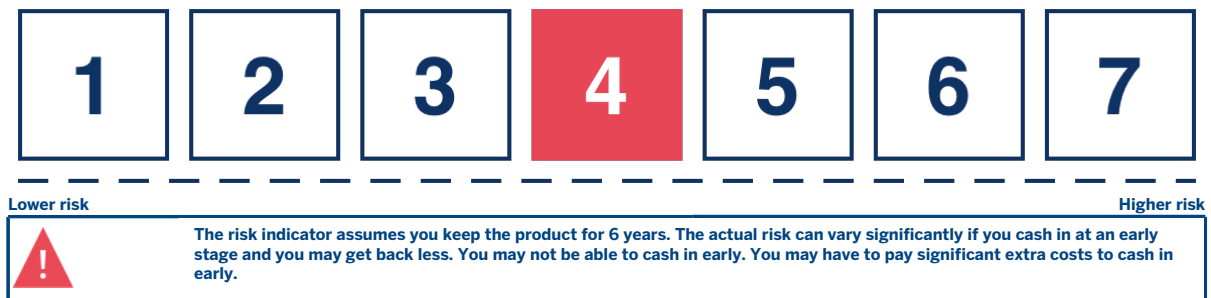 1 2 3 4 5 6 7
Lower risk Higher risk
The risk indicator assumes you keep the product for 6 years. The actual risk can vary significantly if you cash in at an early
stage and you may get back less. You may not be able to cash in early. You may have to pay significant extra costs to cash in
early.
!